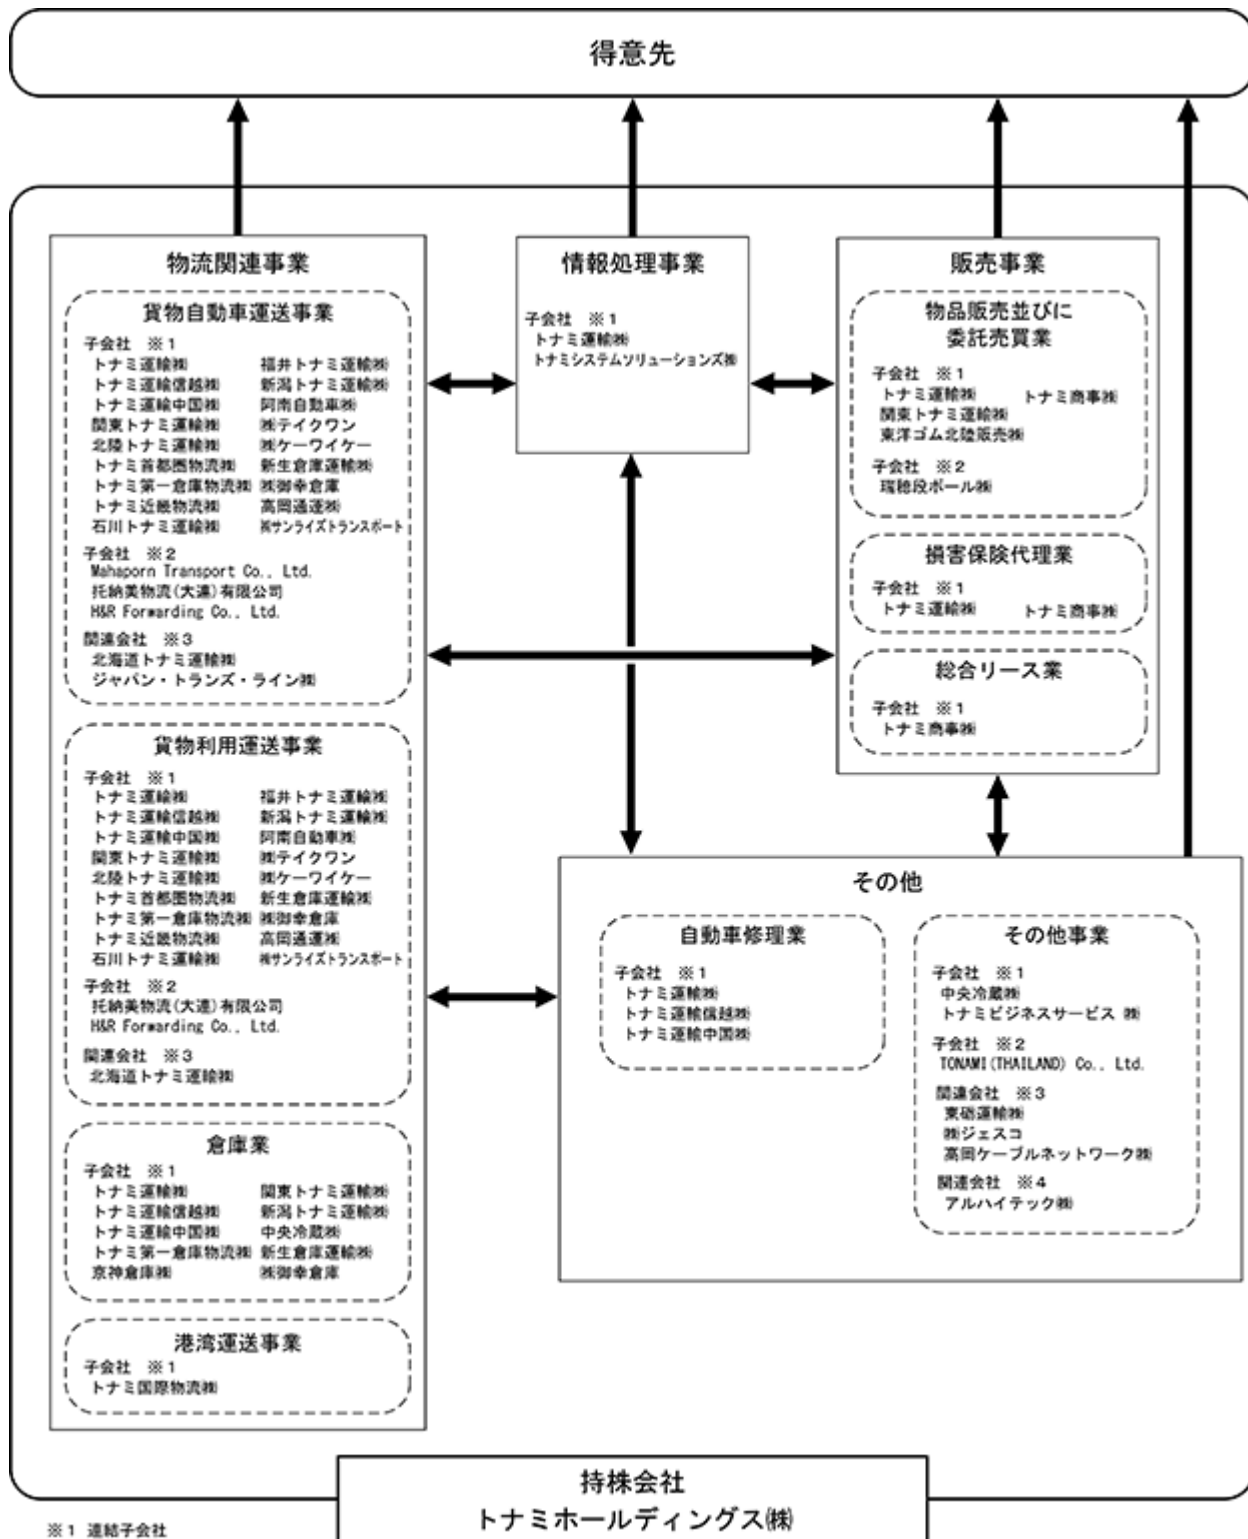 得意先
物流関連事業
貨物自動車運送事業
子会社 ※1
トナミ運輸㈱ 福井トナミ運輸㈱
トナミ運輸信越㈱ 新潟トナミ運輸㈱
トナミ運輸中国㈱ 阿南自動車㈱
関東トナミ運輸㈱ ㈱テイクワン
北陸トナミ運輸㈱ ㈱ケーワイケー
トナミ首都圏物流㈱ 新生倉庫運輸㈱
トナミ第一倉庫物流㈱ ㈱御幸倉庫
トナミ近畿物流㈱ 高岡通運㈱
石川トナミ運輸㈱ ㈱サンライズトランスポート
子会社 ※2
Mahaporn Transport Co., Ltd.
托納美物流(大連)有限公司
H&R Forwarding Co., Ltd.
関連会社 ※3
北海道トナミ運輸㈱
ジャパン・トランズ・ライン㈱
貨物利用運送事業
子会社 ※1
トナミ運輸㈱ 福井トナミ運輸㈱
トナミ運輸信越㈱ 新潟トナミ運輸㈱
トナミ運輸中国㈱ 阿南自動車㈱
関東トナミ運輸㈱ ㈱テイクワン
北陸トナミ運輸㈱ ㈱ケーワイケー
トナミ首都圏物流㈱ 新生倉庫運輸㈱
トナミ第一倉庫物流㈱ ㈱御幸倉庫
トナミ近畿物流㈱ 高岡通運㈱
石川トナミ運輸㈱ ㈱サンライズトランスポート
子会社 ※2
托納美物流(大連)有限公司
H&R Forwarding Co., Ltd.
関連会社 ※3
北海道トナミ運輸㈱
倉庫業
子会社 ※1
トナミ運輸㈱ 関東トナミ運輸㈱
トナミ運輸信越㈱ 新潟トナミ運輸㈱
トナミ運輸中国㈱ 中央冷蔵㈱
トナミ第一倉庫物流㈱ 新生倉庫運輸㈱
京神倉庫㈱ ㈱御幸倉庫
港湾運送事業
子会社 ※1
トナミ国際物流㈱
情報処理事業
子会社 ※1
トナミ運輸㈱
トナミシステムソリューションズ㈱
販売事業
物品販売並びに
委託売買業
子会社 ※1
トナミ運輸㈱ トナミ商事㈱
関東トナミ運輸㈱
東洋ゴム北陸販売㈱
子会社 ※2
瑞穂段ボール㈱
損害保険代理業
子会社 ※1
トナミ運輸㈱ トナミ商事㈱
総合リース業
子会社 ※1
トナミ商事㈱
その他
自動車修理業
子会社 ※1
トナミ運輸㈱
トナミ運輸信越㈱
トナミ運輸中国㈱
その他事業
子会社 ※1
中央冷蔵㈱
トナミビジネスサービス ㈱
子会社 ※2
TONAMI(THAILAND) Co., Ltd.
関連会社 ※3
東砺運輸㈱
㈱ジェスコ
高岡ケーブルネットワーク㈱
関連会社 ※4
アルハイテック㈱
持株会社
トナミホールディングス㈱
※1 連結子会社